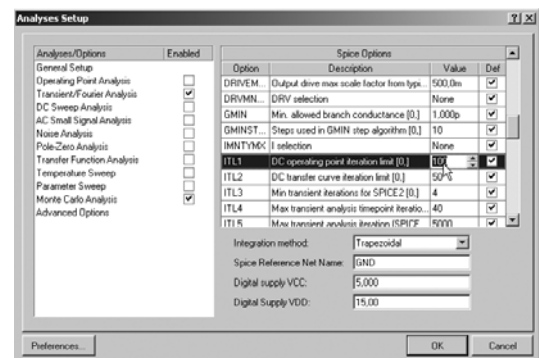 Analyses Setup
Analyses/Options Enabled
General Setup
Operating Point Analysis
Transient/Fourier Analysis
DC Sweep Analysis
AC Small Signal Analysis
Noise Analysis
Pole-Zero Analysis
Transfer Function Analysis
Temperature Sweep
Parameter Sweep
Monte Carlo Analysis
Advanced Options
Spice Options
Option Description Value Def
DRIVEM... Output drive max scale factor from typi... 500,0m
DRVMN... DRV selection None
GMIN Min. allowed branch conductance [0,] 1,000p
GMINST... Steps used in GMIN step algorithm [0,] 10
IMNTYMX I selection None
ITL1 DC operating point iteration limit [0,]
ITL2 DC transfer curve iteration limit [0,]
ITL3 Min transient iterations for SPICE2 [0,] 4
ITL4 Max transient analysis timepoint iteratio... 40
ITL5 Max transient analysis iteration (SPICE 5000
Integration method: Trapezoidal
Spice Reference Net Name: GND
Digital supply VCC: 5,000
Digital Supply VDD: 15,00
Preferences... OK Cancel